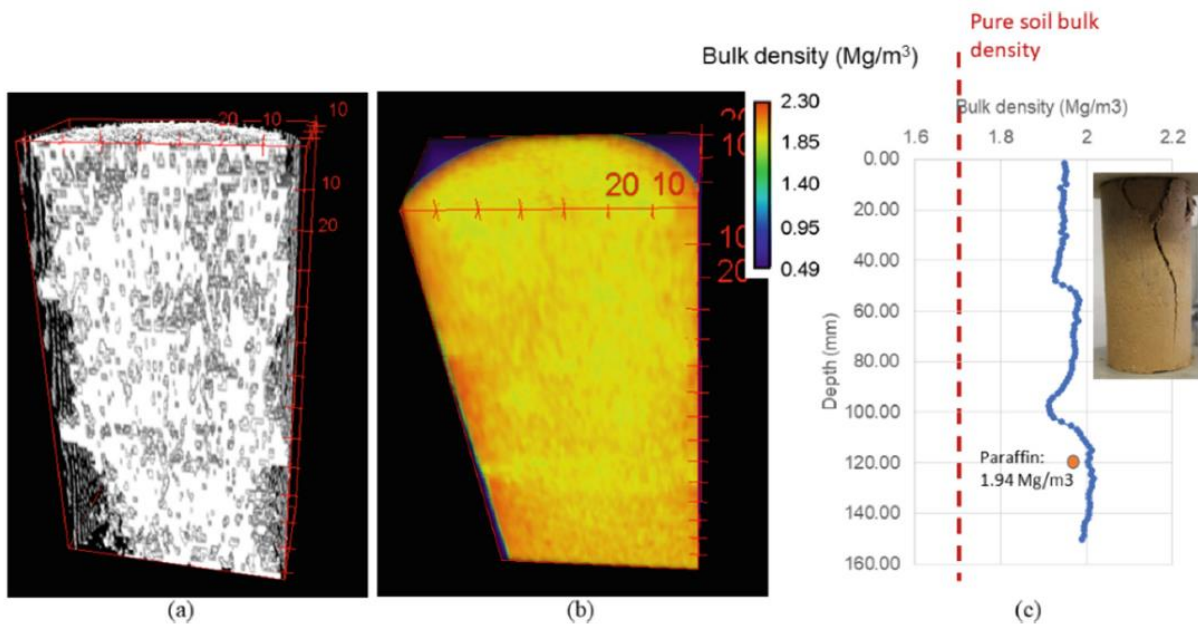 Pure soil bulk
density
Bulk density (Mg/m³)
20
10
10
10
20
2.30
1.85
1.40
0.95
0.49
20 10
10
20
Bulk density (Mg/m3)
1.6 1.8 2 2.2
0.00
20.00
40.00
60.00
80.00
100.00
120.00
140.00
160.00
Depth (mm)
Paraffin:
1.94 Mg/m3
(a)
(b)
(c)